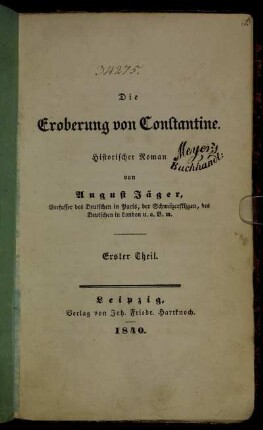 34275.
Die
Eroberung von Constantine.
Historischer Roman
von
August Jäger,
Verfasser des Deutschen in Paris, der Schweizerskizzen, des
Deutschen in London u. a. B. m.
Erster Theil.
Meyer's
Buchhandl:
Leipzig,
Verlag von Joh. Friedr. Hartknoch.
1840.